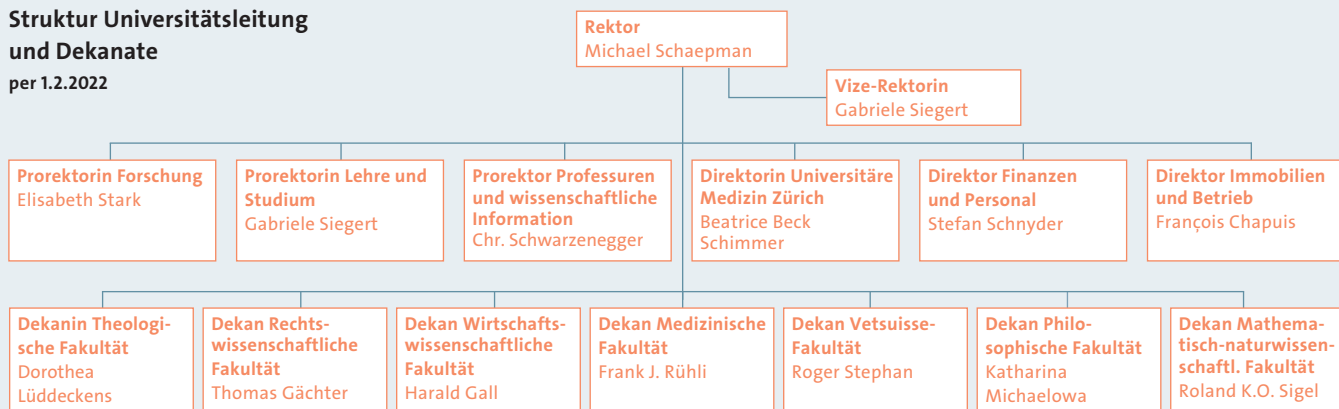 Struktur Universitätsleitung
und Dekanate
per 1.2.2022
Rektor
Michael Schaepman
Vize-Rektorin
Gabriele Siegert
Prorektorin Forschung
Elisabeth Stark
Prorektorin Lehre und
Studium
Gabriele Siegert
Prorektor Professuren
und wissenschaftliche
Information
Chr. Schwarzenegger
Direktorin Universitäre
Medizin Zürich
Beatrice Beck
Schimmer
Direktor Finanzen
und Personal
Stefan Schnyder
Direktor Immobilien
und Betrieb
François Chapuis
Dekanin Theologi-
sche Fakultät
Dorothea
Lüddeckens
Dekan Rechts-
wissenschaftliche
Fakultät
Thomas Gächter
Dekan Wirtschafts-
wissenschaftliche
Fakultät
Harald Gall
Dekan Medizinische
Fakultät
Frank J. Rühli
Dekan Vetsuisse-
Fakultät
Roger Stephan
Dekan Philo-
sophische Fakultät
Katharina
Michaelowa
Dekan Mathema-
tisch-naturwissen-
schaftl. Fakultät
Roland K.O. Sigel